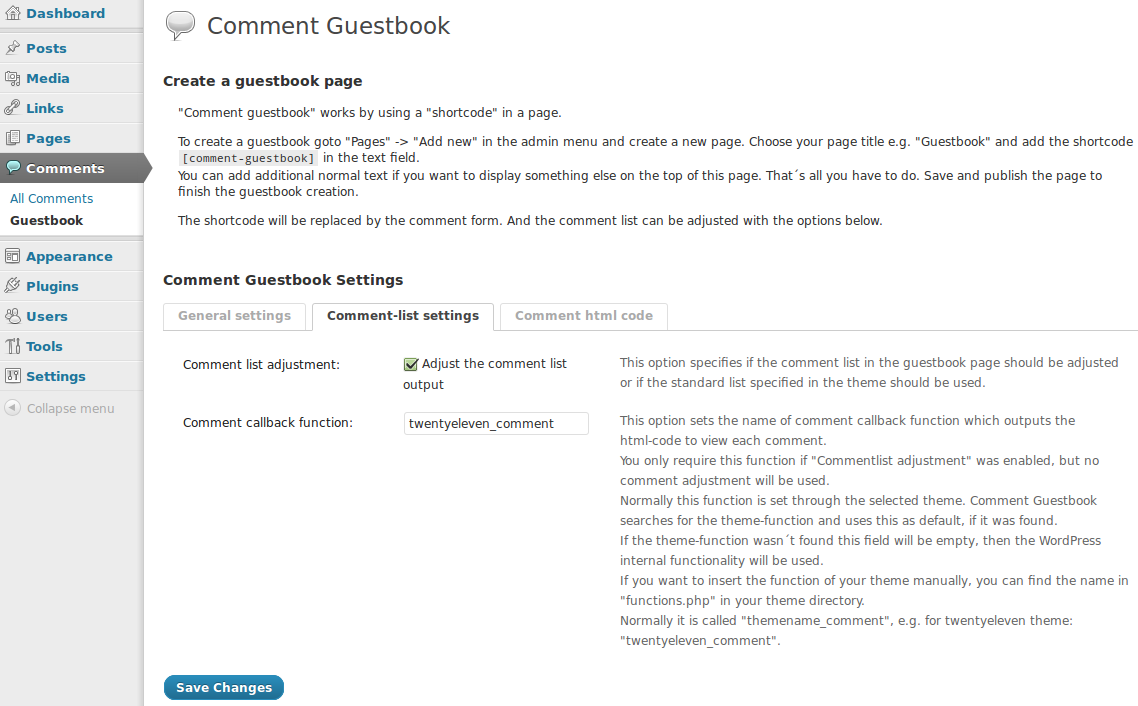 Dashboard
Posts
Media
Links
Pages
Comments
All Comments
Guestbook
Appearance
Plugins
Users
Tools
Settings
Collapse menu
Comment Guestbook
Create a guestbook page
"Comment guestbook" works by using a "shortcode" in a page.
To create a guestbook goto "Pages" -> "Add new" in the admin menu and create a new page. Choose your page title e.g. "Guestbook" and add the shortcode
[comment-guestbook] in the text field.
You can add additional normal text if you want to display something else on the top of this page. That´s all you have to do. Save and publish the page to
finish the guestbook creation.
The shortcode will be replaced by the comment form. And the comment list can be adjusted with the options below.
Comment Guestbook Settings
General settings
Comment-list settings
Comment html code
Comment list adjustment:
Adjust the comment list
output
This option specifies if the comment list in the guestbook page should be adjusted
or if the standard list specified in the theme should be used.
Comment callback function:
twentyeleven_comment
This option sets the name of comment callback function which outputs the
html-code to view each comment.
You only require this function if "Commentlist adjustment" was enabled, but no
comment adjustment will be used.
Normally this function is set through the selected theme. Comment Guestbook
searches for the theme-function and uses this as default, if it was found.
If the theme-function wasn´t found this field will be empty, then the WordPress
internal functionality will be used.
If you want to insert the function of your theme manually, you can find the name in
"functions.php" in your theme directory.
Normally it is called "themename_comment", e.g. for twentyeleven theme:
"twentyeleven_comment".
Save Changes